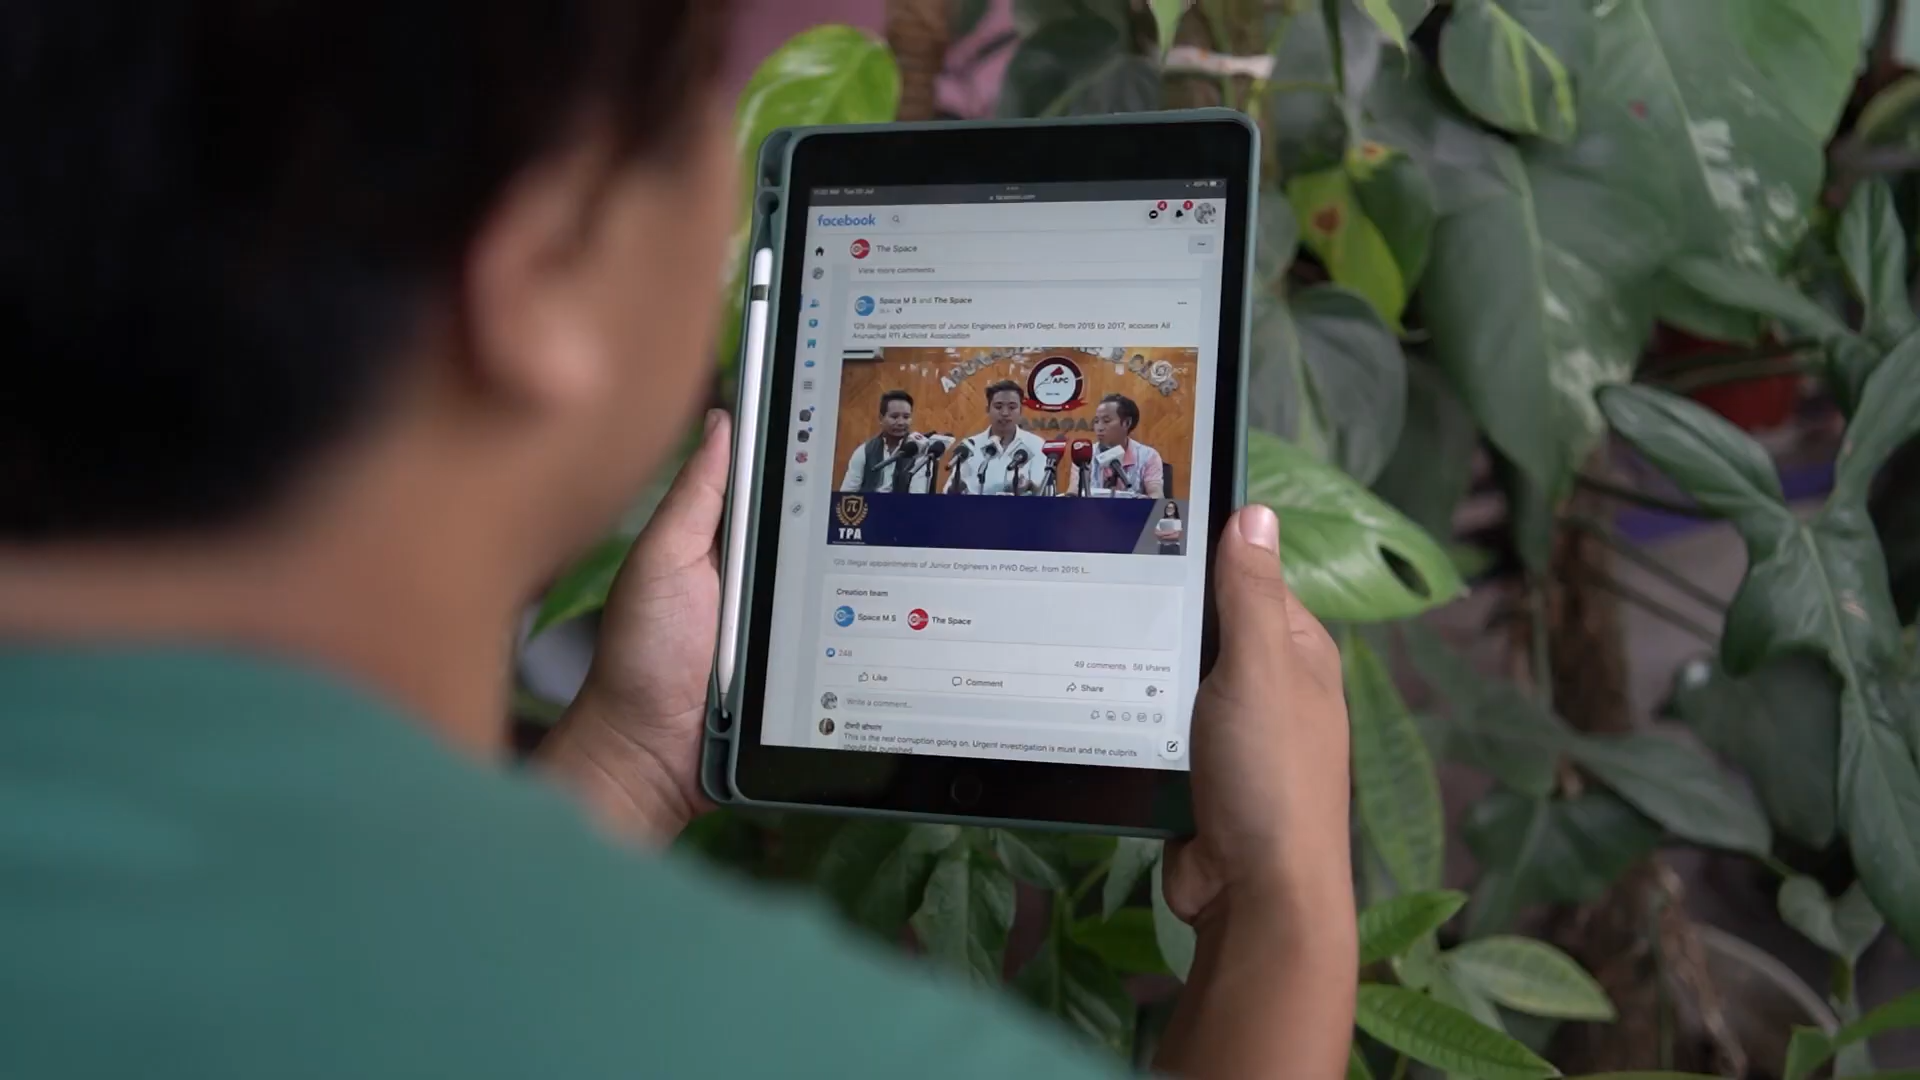 facebook
The Space
View more comments
Space M S and The Space
125 illegal appointments of Junior Engineers in PWD Dept. from 2015 to 2017, accuses All
Arunachal RTI Activist Association
APC
TPA
125 illegal appointments of Junior Engineers in PWD Dept. from 2015 t...
Creation team
Space M S
The Space
248
49 comments 56 shares
Like
Comment
Share
Write a comment...
This is the real corruption going on. Urgent investigation is must and the culprits
should be punished